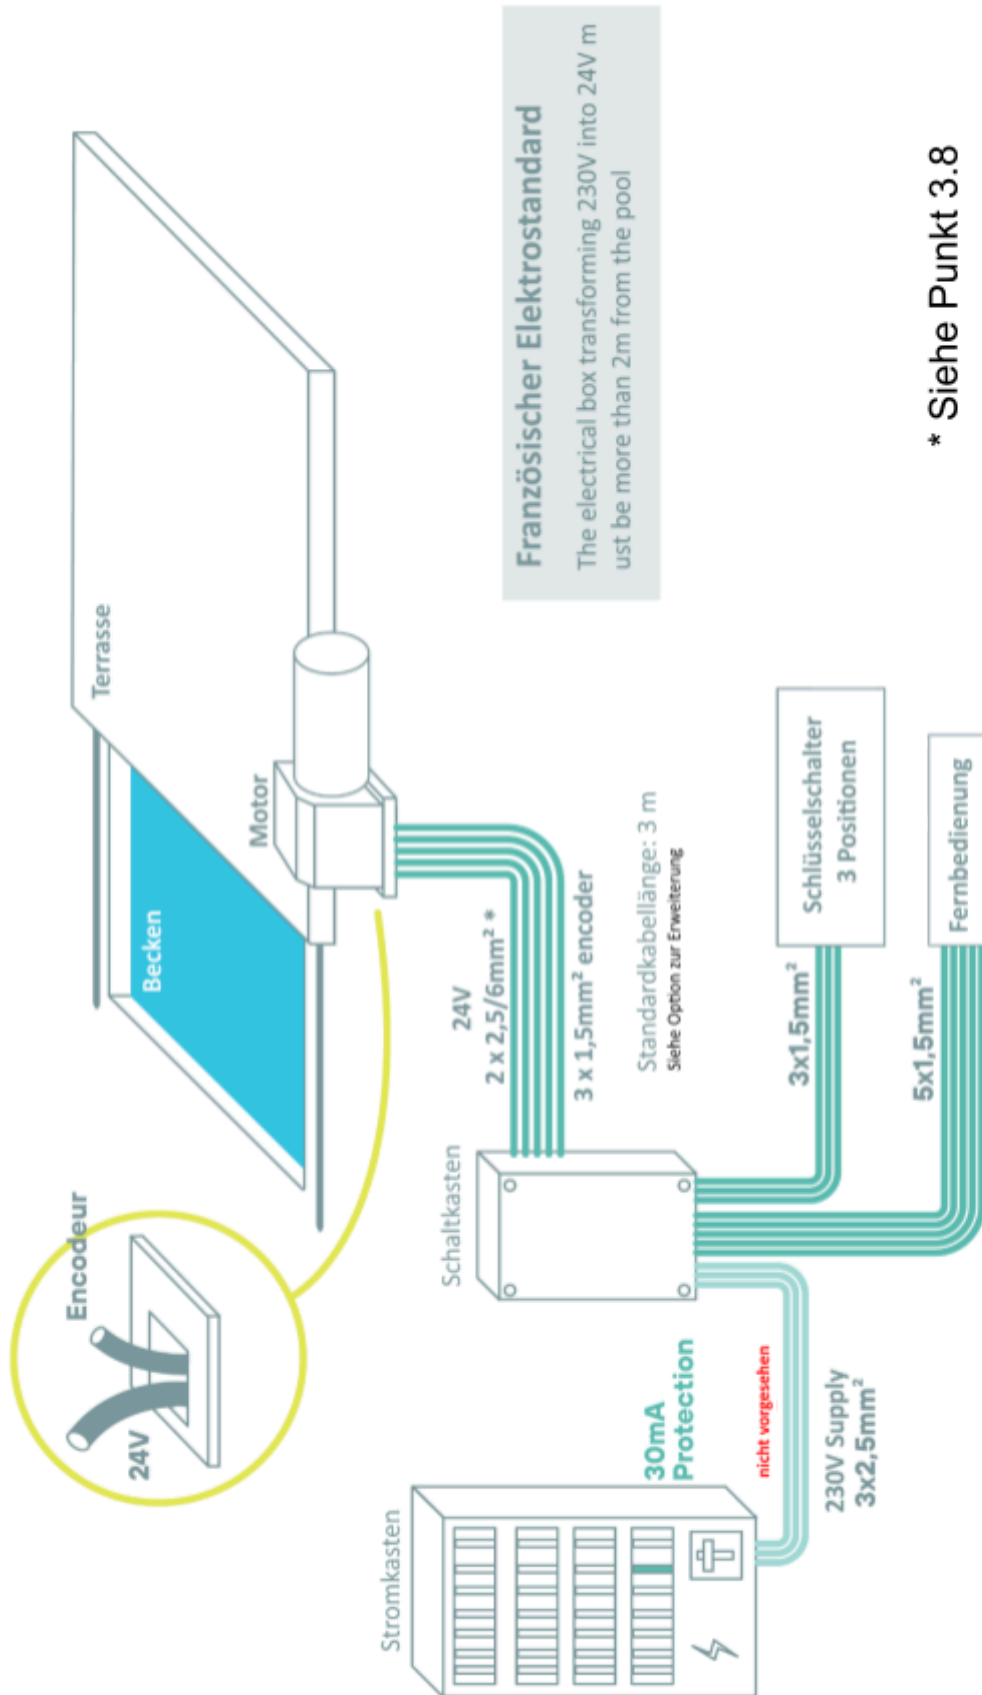 Encodeur
24V
Becken
Terrasse
Motor
Stromkasten
Schaltkasten
24V
2 x 2,5/6mm² *
3 x 1,5mm² encoder
Französischer Elektrostandard
The electrical box transforming 230V into 24V m
ust be more than 2m from the pool
30mA
Protection
Standardkabellänge: 3 m
Siehe Option zur Erweiterung
nicht vorgesehen
230V Supply
3x2,5mm²
3x1,5mm²
Schlüsselschalter
3 Positionen
5x1,5mm²
Fernbedienung
* Siehe Punkt 3.8